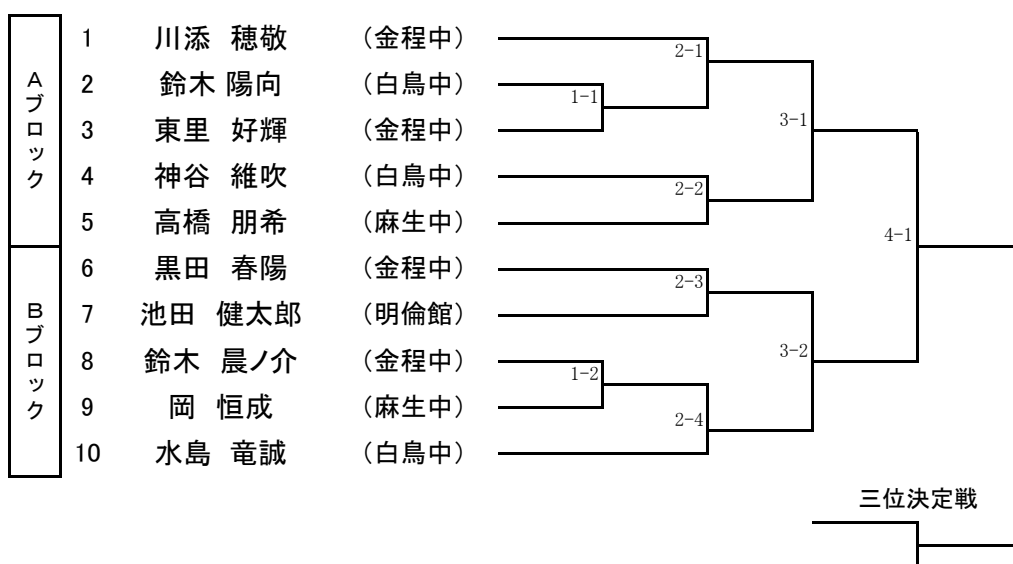 Aブロック
1 川添 穂敬 (金程中)
2 鈴木 陽向 (白鳥中)
3 東里 好輝 (金程中)
4 神谷 維吹 (白鳥中)
5 高橋 朋希 (麻生中)
Bブロック
6 黒田 春陽 (金程中)
7 池田 健太郎 (明倫館)
8 鈴木 晨ノ介 (金程中)
9 岡 恒成 (麻生中)
10 水島 竜誠 (白鳥中)
1-1
1-2
2-1
2-2
2-3
2-4
3-1
3-2
4-1
三位決定戦